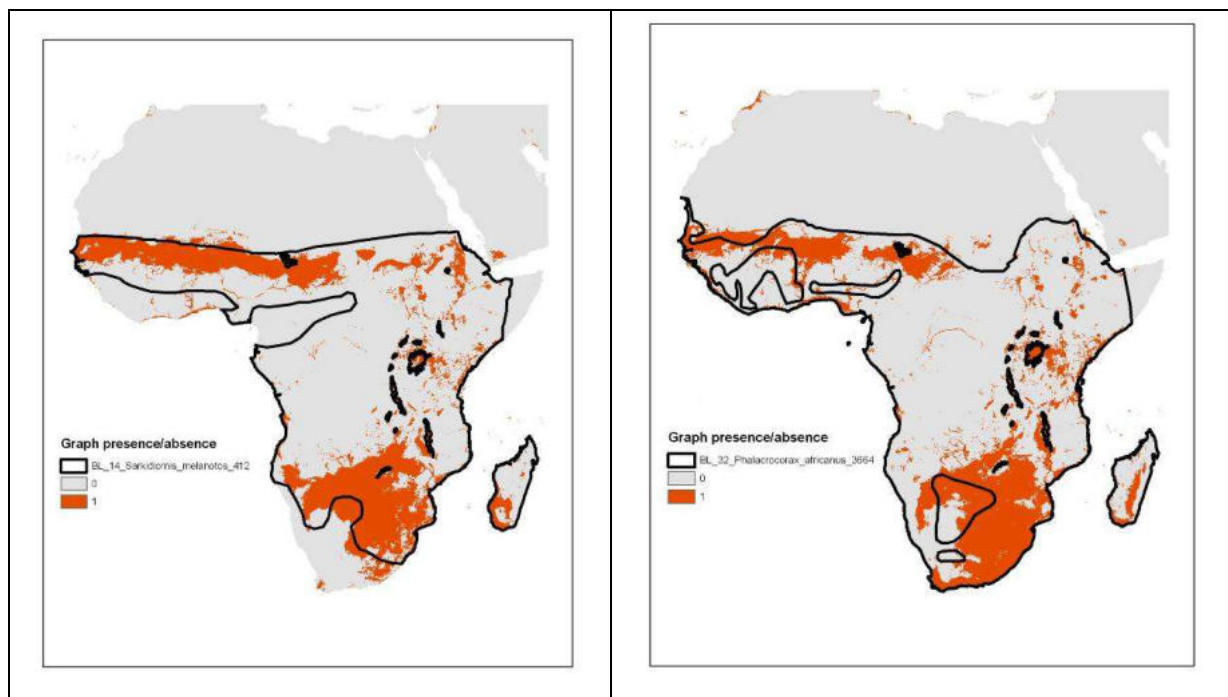 Graph presence/absence
BL_14_Sarkidiornis_melanotos_412
0
1
Graph presence/absence
BL_32_Phalacrocorax_africanus_3664
0
1